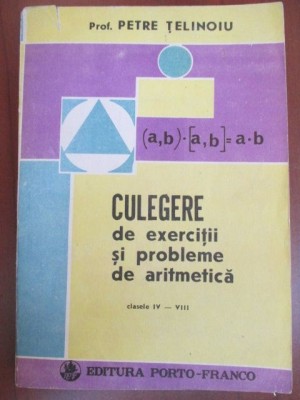 Prof. PETRE ȚELINOIU
(a,b)·[a,b]=a·b
CULEGERE
de exerciții
și probleme
de aritmetică
clasele IV — VIII
EDITURA PORTO-FRANCO